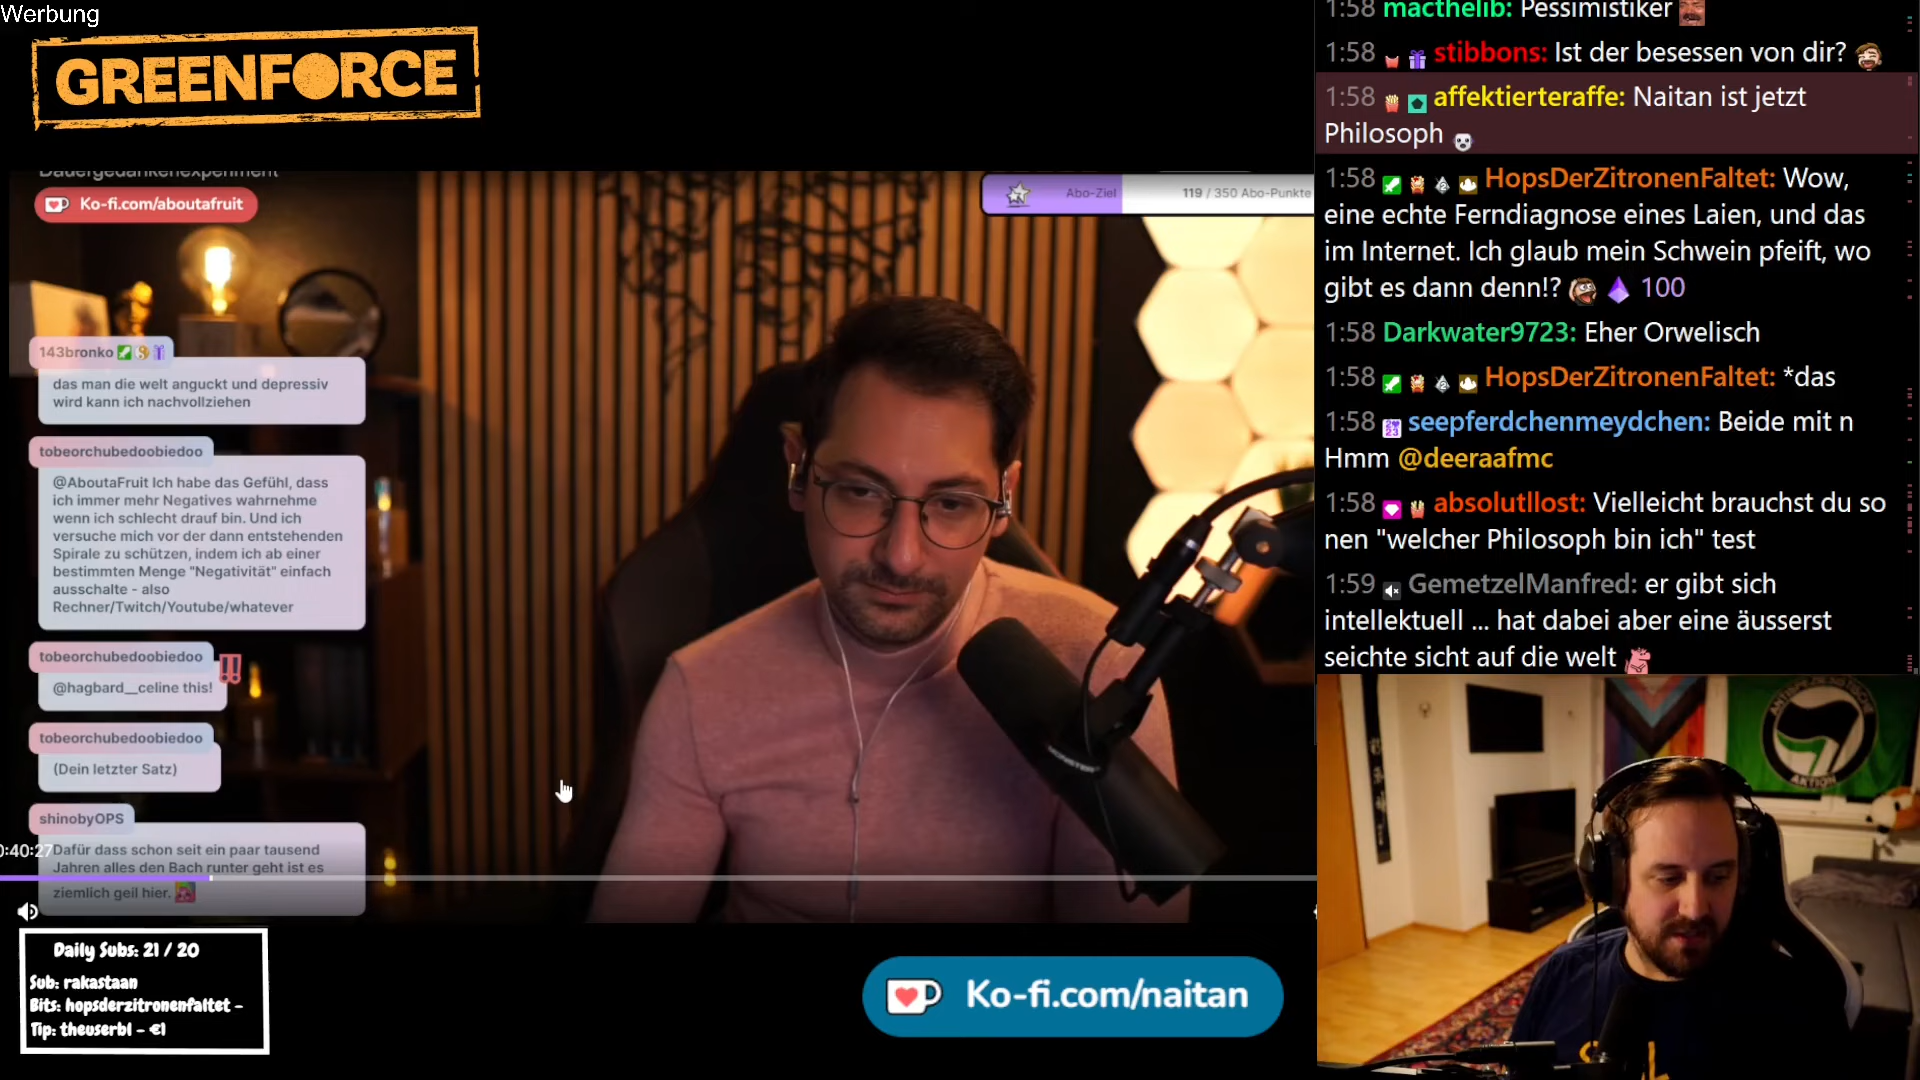 Werbung
GREENFORCE
Dauergedankenexperiment
Ko-fi.com/aboutafruit
Abo-Ziel
119 / 350 Abo-Punkte
143bronko
das man die welt anguckt und depressiv
wird kann ich nachvollziehen
tobeorchubedoobiedoo
@AboutaFruit Ich habe das Gefühl, dass
ich immer mehr Negatives wahrnehme
wenn ich schlecht drauf bin. Und ich
versuche mich vor der dann entstehenden
Spirale zu schützen, indem ich ab einer
bestimmten Menge "Negativität" einfach
ausschalte - also
Rechner/Twitch/Youtube/whatever
tobeorchubedoobiedoo
@hagbard__celine this!
tobeorchubedoobiedoo
(Dein letzter Satz)
shinobyOPS
Dafür dass schon seit ein paar tausend
Jahren alles den Bach runter geht ist es
ziemlich geil hier.
0:40:27
Daily Subs: 21 / 20
Sub: rakastaan
Bits: hopsderzitronenfaltet -
Tip: theuserbl - €1
Ko-fi.com/naitan
MONSTER
1:58 macthelib: Pessimistiker
1:58 stibbons: Ist der besessen von dir?
1:58 affektierteraffe: Naitan ist jetzt
Philosoph
1:58 HopsDerZitronenFaltet: Wow,
eine echte Ferndiagnose eines Laien, und das
im Internet. Ich glaub mein Schwein pfeift, wo
gibt es dann denn!? 100
1:58 Darkwater9723: Eher Orwelisch
1:58 HopsDerZitronenFaltet: *das
1:58 seepferdchenmeydchen: Beide mit n
Hmm @deeraafmc
1:58 absolutllost: Vielleicht brauchst du so
nen "welcher Philosoph bin ich" test
1:59 GemetzelManfred: er gibt sich
intellektuell ... hat dabei aber eine äusserst
seichte sicht auf die welt
AKTION